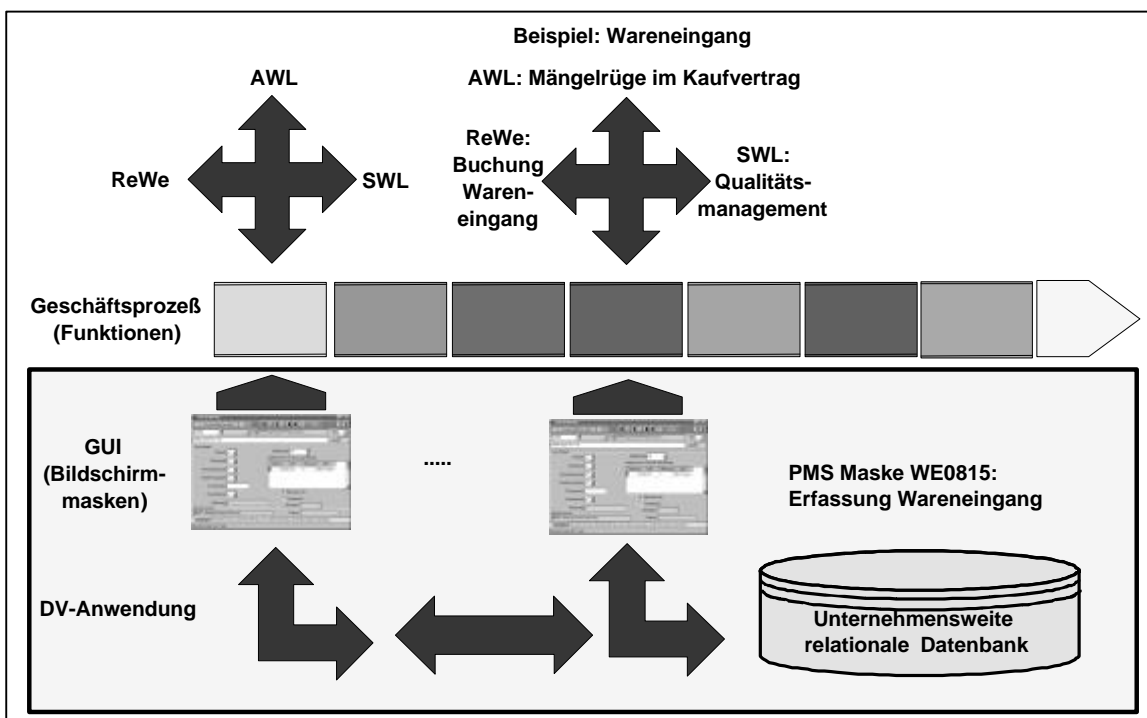 Beispiel: Wareneingang
AWL
AWL: Mängelrüge im Kaufvertrag
ReWe
SWL
ReWe:
Buchung
Waren-
eingang
SWL:
Qualitäts-
management
Geschäftsprozeß
(Funktionen)
GUI
(Bildschirm-
masken)
.....
PMS Maske WE0815:
Erfassung Wareneingang
DV-Anwendung
Unternehmensweite
relationale Datenbank